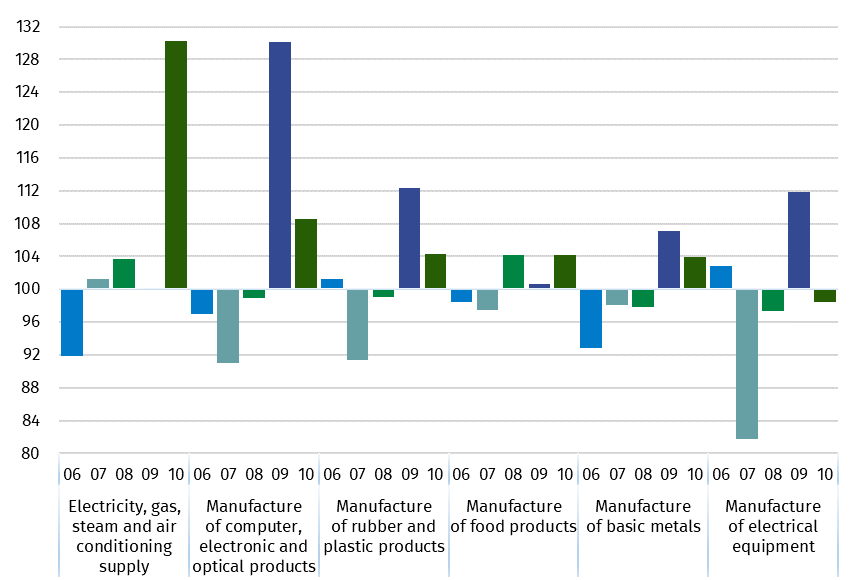 132
128
124
120
116
112
108
104
100
96
92
88
84
80
06 07 08 09 10 06 07 08 09 10 06 07 08 09 10 06 07 08 09 10 06 07 08 09 10 06 07 08 09 10
Electricity, gas,
steam and air
conditioning
supply
Manufacture
of computer,
electronic and
optical products
Manufacture
of rubber and
plastic products
Manufacture
of food products
Manufacture
of basic metals
Manufacture
of electrical
equipment